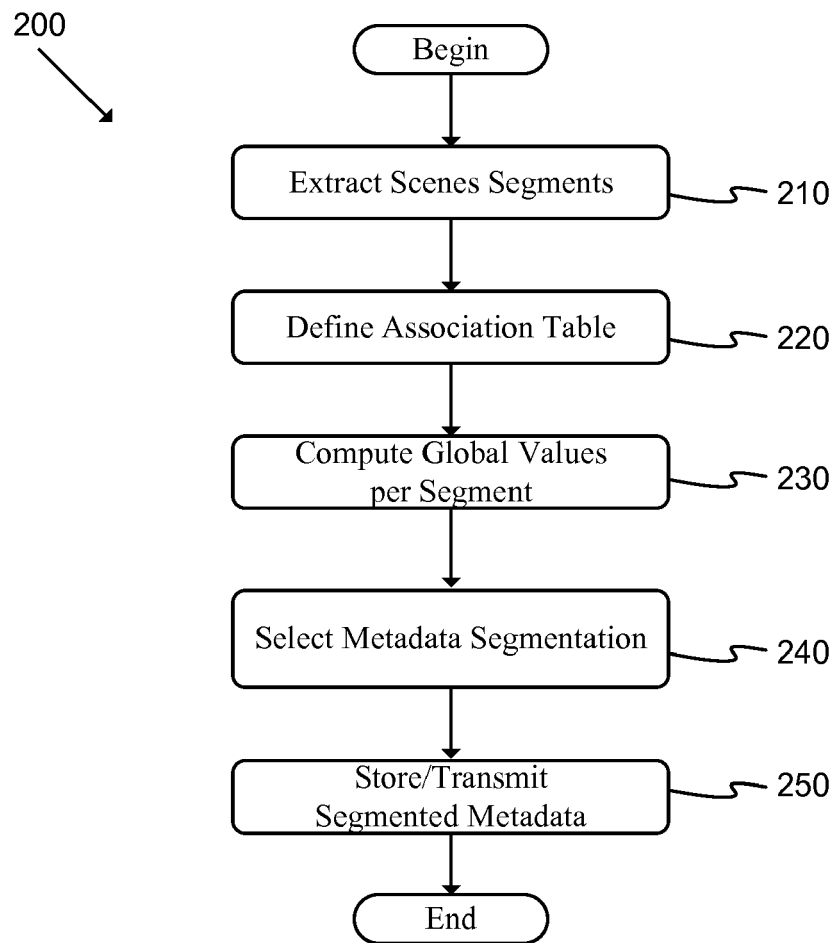 200
Begin
Extract Scenes Segments
210
Define Association Table
220
Compute Global Values
per Segment
230
Select Metadata Segmentation
240
Store/Transmit
Segmented Metadata
250
End